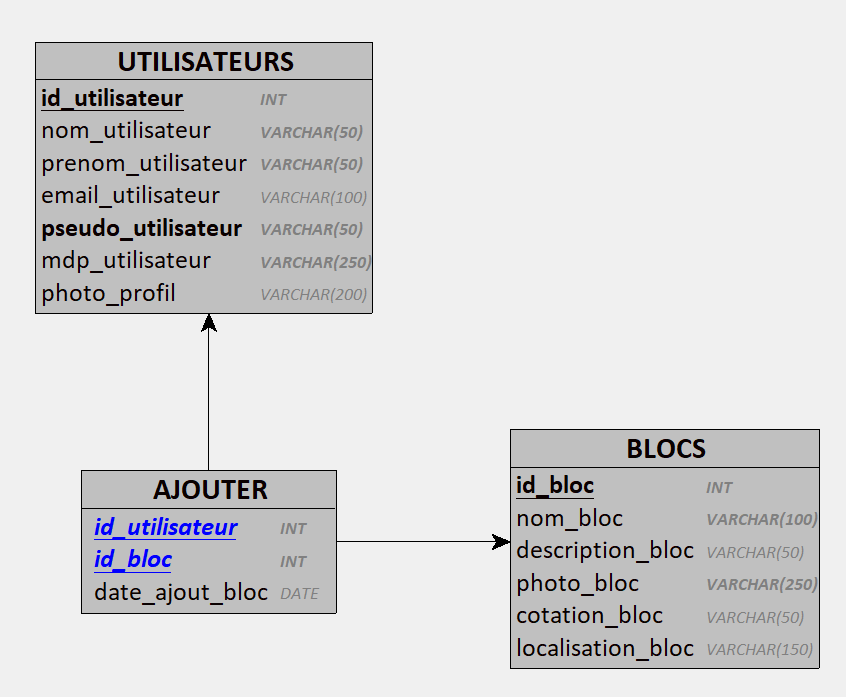 UTILISATEURS
id_utilisateur INT
nom_utilisateur VARCHAR(50)
prenom_utilisateur VARCHAR(50)
email_utilisateur VARCHAR(100)
pseudo_utilisateur VARCHAR(50)
mdp_utilisateur VARCHAR(250)
photo_profil VARCHAR(200)
AJOUTER
id_utilisateur INT
id_bloc INT
date_ajout_bloc DATE
BLOCS
id_bloc INT
nom_bloc VARCHAR(100)
description_bloc VARCHAR(50)
photo_bloc VARCHAR(250)
cotation_bloc VARCHAR(50)
localisation_bloc VARCHAR(150)